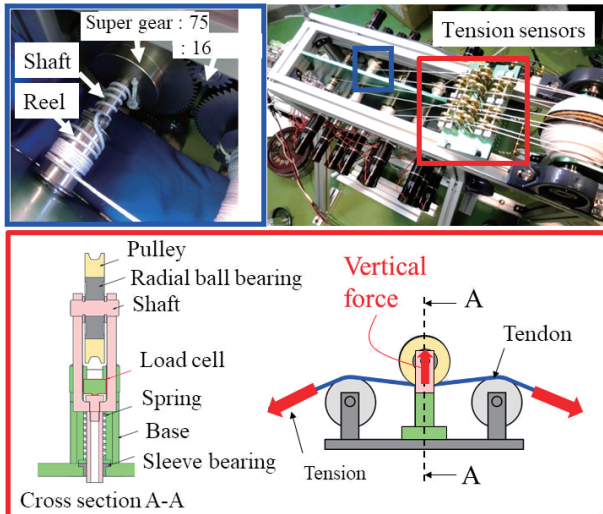 Super gear : 75
: 16
Shaft
Reel
Tension sensors
Pulley
Radial ball bearing
Shaft
Load cell
Spring
Base
Sleeve bearing
Cross section A-A
Vertical
force
A
Tendon
Tension
A